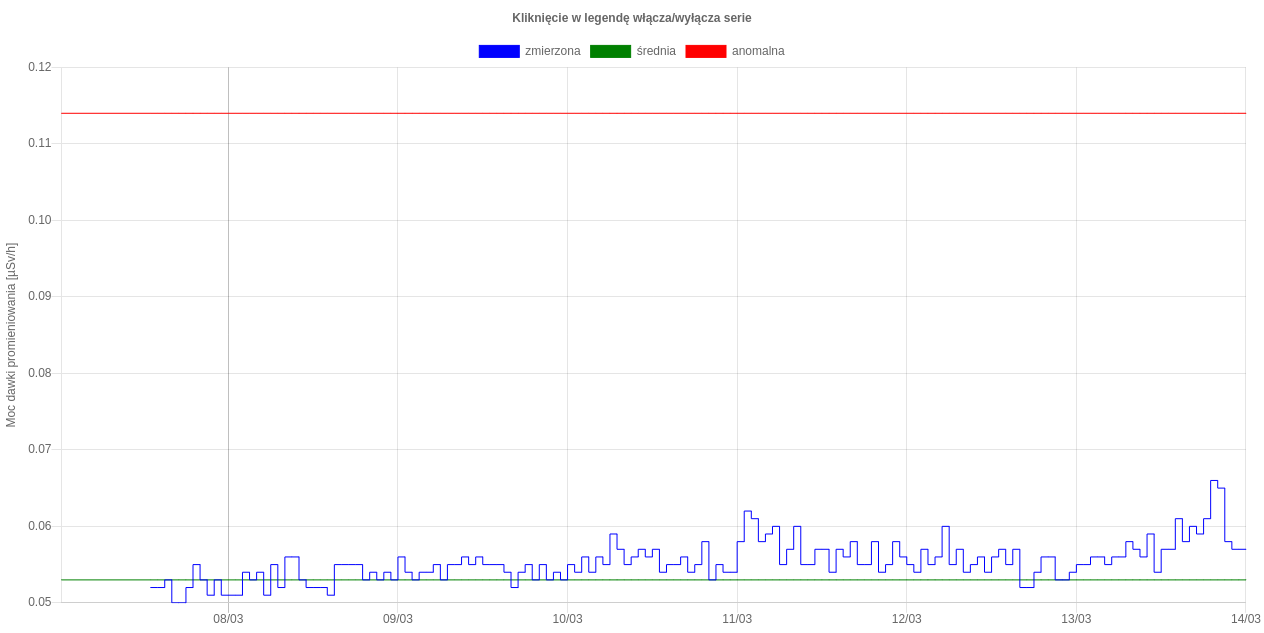 Kliknięcie w legendę włącza/wyłącza serie
zmierzona średnia anomalna
Moc dawki promieniowania [µSv/h]
0.12
0.11
0.10
0.09
0.08
0.07
0.06
0.05
08/03 09/03 10/03 11/03 12/03 13/03 14/03